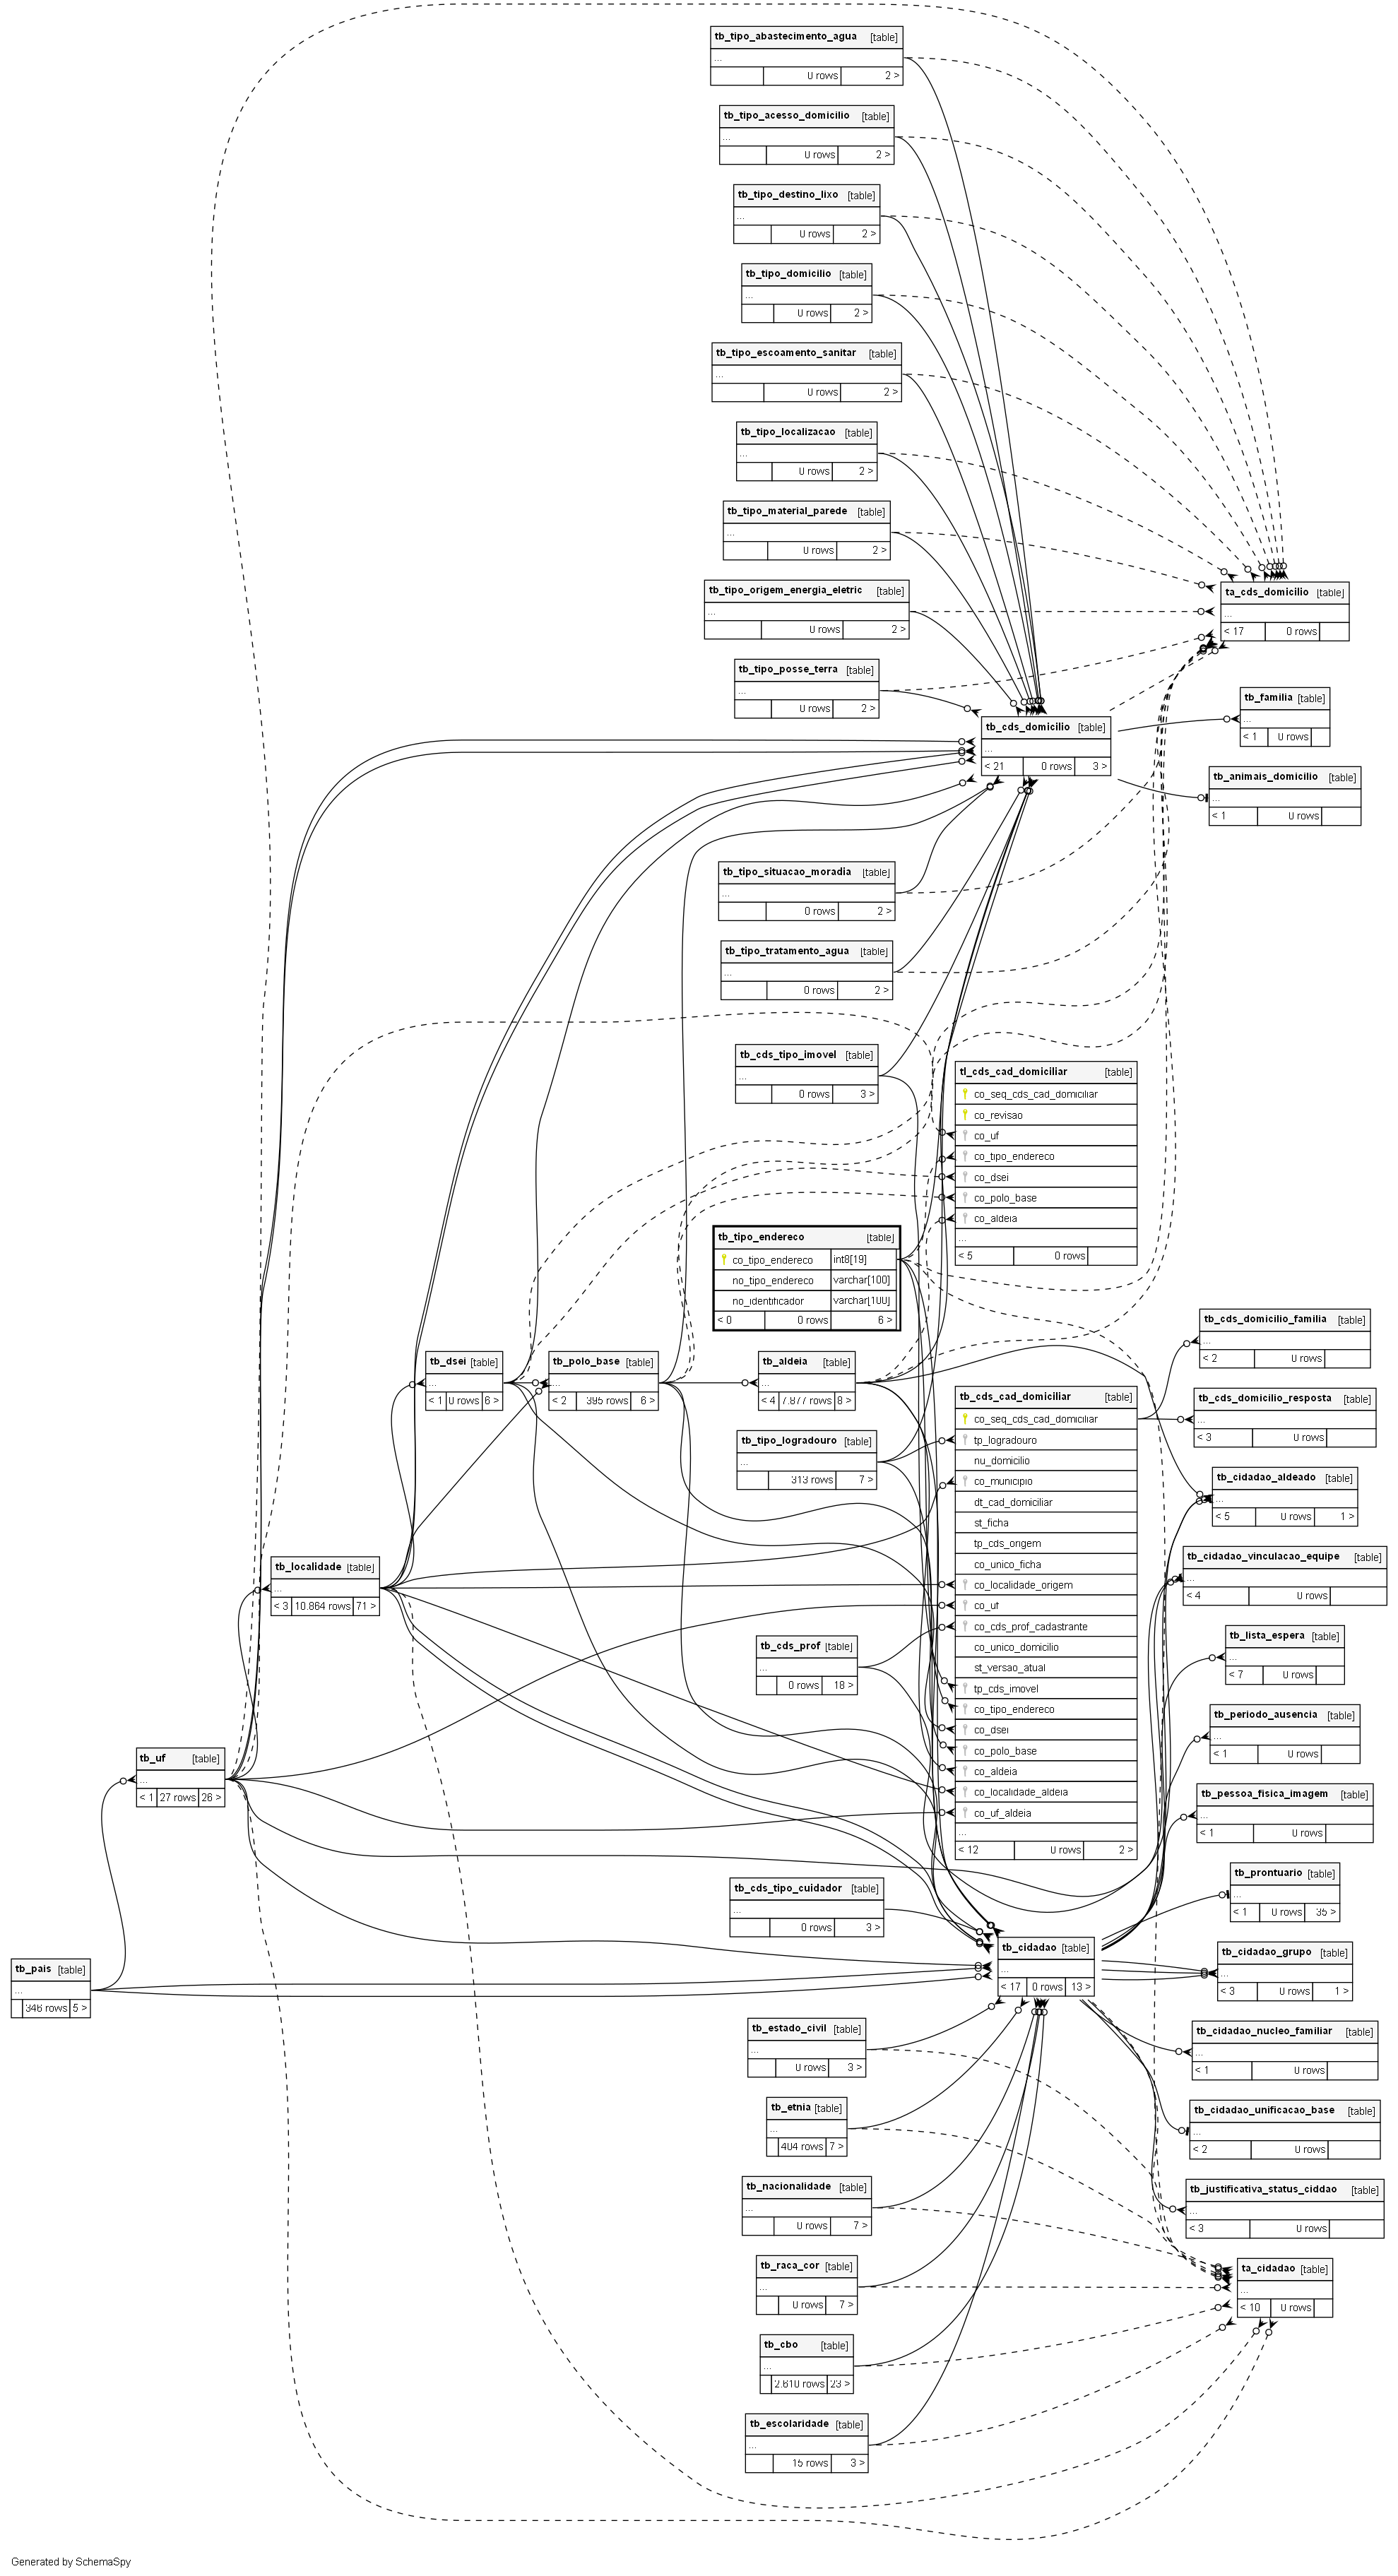 tb_tipo_abastecimento_agua [table]
...
0 rows 2 >
tb_tipo_acesso_domicilio [table]
...
0 rows 2 >
tb_tipo_destino_lixo [table]
...
0 rows 2 >
tb_tipo_domicilio [table]
...
0 rows 2 >
tb_tipo_escoamento_sanitar [table]
...
0 rows 2 >
tb_tipo_localizacao [table]
...
0 rows 2 >
tb_tipo_material_parede [table]
...
0 rows 2 >
tb_tipo_origem_energia_eletric [table]
...
0 rows 2 >
ta_cds_domicilio [table]
...
< 17 0 rows
tb_tipo_posse_terra [table]
...
0 rows 2 >
tb_familia [table]
...
< 1 0 rows
tb_cds_domicilio [table]
...
< 21 0 rows 3 >
tb_animais_domicilio [table]
...
< 1 0 rows
tb_tipo_situacao_moradia [table]
...
0 rows 2 >
tb_tipo_tratamento_agua [table]
...
0 rows 2 >
tb_cds_tipo_imovel [table]
...
0 rows 3 >
tl_cds_cad_domiciliar [table]
co_seq_cds_cad_domiciliar
co_revisao
co_uf
co_tipo_endereco
co_dsei
co_polo_base
co_aldeia
...
< 5 0 rows
tb_tipo_endereco [table]
co_tipo_endereco int8[19]
no_tipo_endereco varchar[100]
no_identificador varchar[100]
< 0 0 rows 6 >
tb_cds_domicilio_familia [table]
...
< 2 0 rows
tb_dsei [table]
...
< 1 0 rows 6 >
tb_polo_base [table]
...
< 2 395 rows 6 >
tb_aldeia [table]
...
< 4 7.877 rows 8 >
tb_cds_cad_domiciliar [table]
co_seq_cds_cad_domiciliar
tp_logradouro
nu_domicilio
co_municipio
dt_cad_domiciliar
st_ficha
tp_cds_origem
co_unico_ficha
co_localidade_origem
co_uf
co_cds_prof_cadastrante
co_unico_domicilio
st_versao_atual
tp_cds_imovel
co_tipo_endereco
co_dsei
co_polo_base
co_aldeia
co_localidade_aldeia
co_uf_aldeia
...
< 12 0 rows 2 >
tb_cds_domicilio_resposta [table]
...
< 3 0 rows
tb_tipo_logradouro [table]
...
313 rows 7 >
tb_cidadao_aldeado [table]
...
< 5 0 rows 1 >
tb_cidadao_vinculacao_equipe [table]
...
< 4 0 rows
tb_localidade [table]
...
< 3 10.864 rows 71 >
tb_lista_espera [table]
...
< 7 0 rows
tb_cds_prof [table]
...
0 rows 18 >
tb_periodo_ausencia [table]
...
< 1 0 rows
tb_uf [table]
...
< 1 27 rows 26 >
tb_pessoa_fisica_imagem [table]
...
< 1 0 rows
tb_prontuario [table]
...
< 1 0 rows 35 >
tb_cds_tipo_cuidador [table]
...
0 rows 3 >
tb_cidadao [table]
...
< 17 0 rows 13 >
tb_cidadao_grupo [table]
...
< 3 0 rows 1 >
tb_pais [table]
...
346 rows 5 >
tb_estado_civil [table]
...
0 rows 3 >
tb_cidadao_nucleo_familiar [table]
...
< 1 0 rows
tb_etnia [table]
...
404 rows 7 >
tb_cidadao_unificacao_base [table]
...
< 2 0 rows
tb_nacionalidade [table]
...
0 rows 7 >
tb_justificativa_status_ciddao [table]
...
< 3 0 rows
tb_raca_cor [table]
...
0 rows 7 >
ta_cidadao [table]
...
< 10 0 rows
tb_cbo [table]
...
2.610 rows 23 >
tb_escolaridade [table]
...
15 rows 3 >
Generated by SchemaSpy